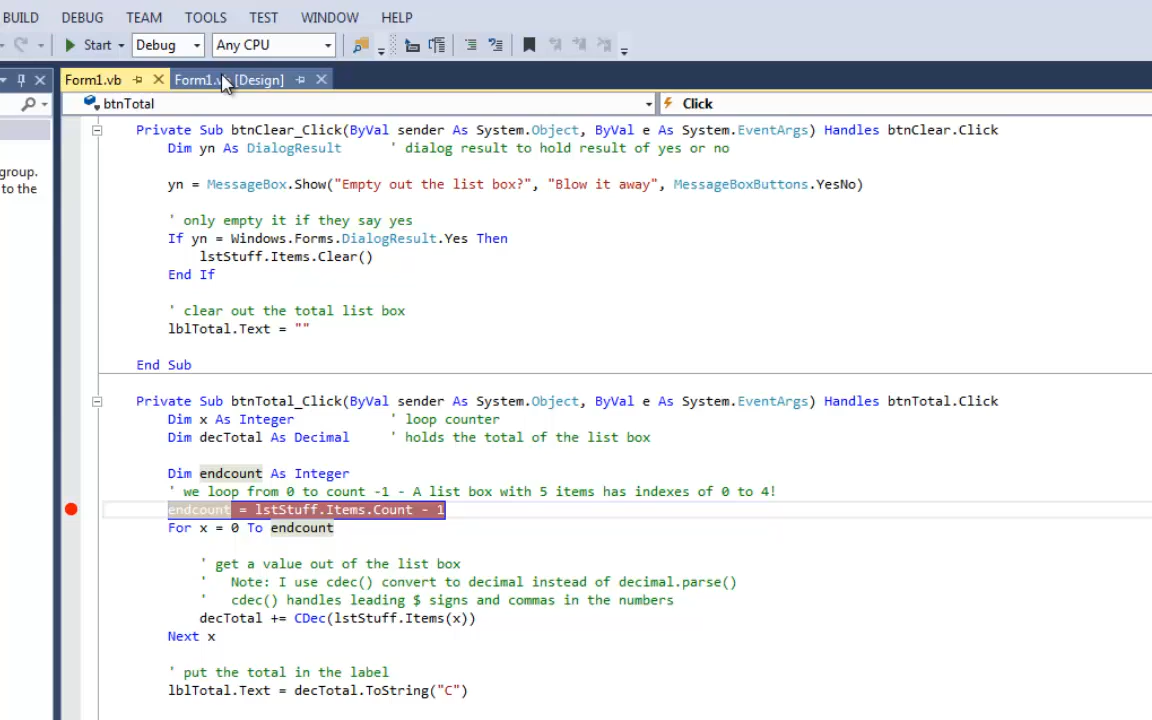 BUILD DEBUG TEAM TOOLS TEST WINDOW HELP
Start Debug Any CPU
Form1.vb Form1.vb [Design]
btnTotal Click
group.
to the
Private Sub btnClear_Click(ByVal sender As System.Object, ByVal e As System.EventArgs) Handles btnClear.Click
Dim yn As DialogResult ' dialog result to hold result of yes or no
yn = MessageBox.Show("Empty out the list box?", "Blow it away", MessageBoxButtons.YesNo)
' only empty it if they say yes
If yn = Windows.Forms.DialogResult.Yes Then
lstStuff.Items.Clear()
End If
' clear out the total list box
lblTotal.Text = ""
End Sub
Private Sub btnTotal_Click(ByVal sender As System.Object, ByVal e As System.EventArgs) Handles btnTotal.Click
Dim x As Integer ' loop counter
Dim decTotal As Decimal ' holds the total of the list box
Dim endcount As Integer
' we loop from 0 to count -1 - A list box with 5 items has indexes of 0 to 4!
endcount = lstStuff.Items.Count - 1
For x = 0 To endcount
' get a value out of the list box
' Note: I use cdec() convert to decimal instead of decimal.parse()
' cdec() handles leading $ signs and commas in the numbers
decTotal += CDec(lstStuff.Items(x))
Next x
' put the total in the label
lblTotal.Text = decTotal.ToString("C")